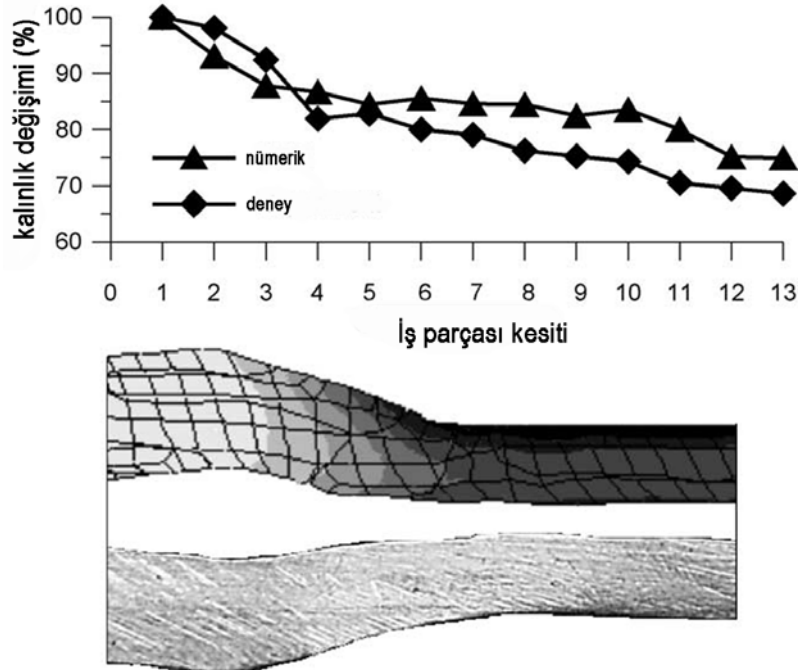 kalınlık değişimi (%)
100
90
80
70
60
nümerik
deney
0 1 2 3 4 5 6 7 8 9 10 11 12 13
İş parçası kesiti